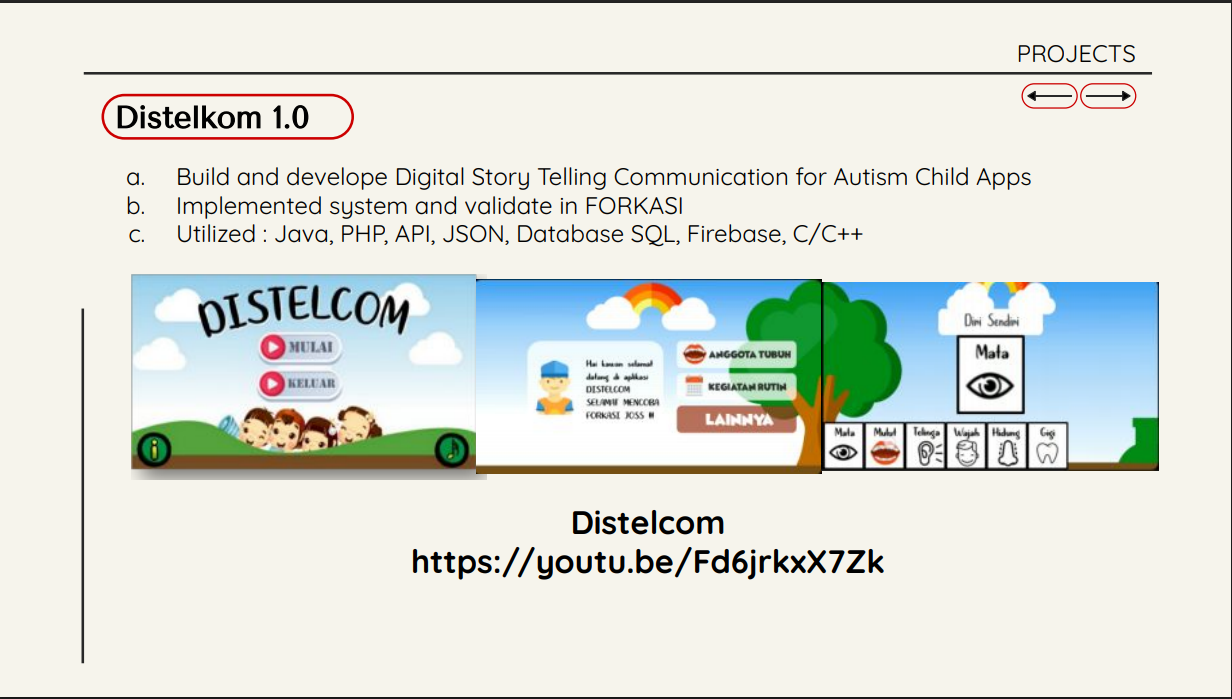 PROJECTS
Distelkom 1.0
a. Build and develope Digital Story Telling Communication for Autism Child Apps
b. Implemented system and validate in FORKASI
c. Utilized : Java, PHP, API, JSON, Database SQL, Firebase, C/C++
DISTELCOM
MULAI
KELUAR
i
Hai kawan selamat
datang di aplikasi
DISTELCOM
SELAMAT MENCOBA
FORKASI JOSS !!!
ANGGOTA TUBUH
KEGIATAN RUTIN
LAINNYA
Diri Sendiri
Mata
Mata Mulut Telinga Wajah Hidung Gigi
Distelcom
https://youtu.be/Fd6jrkxX7Zk